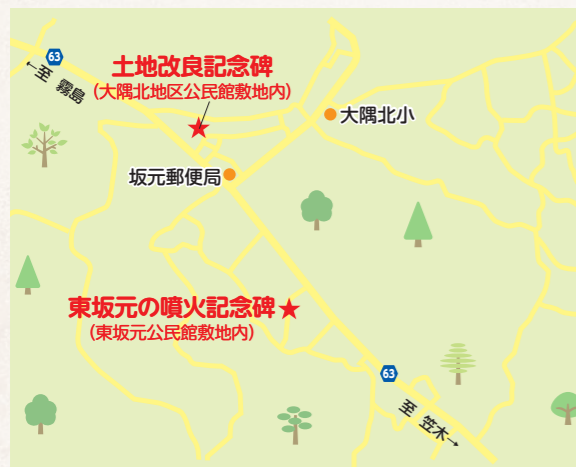 63
←至 霧島
土地改良記念碑
(大隅北地区公民館敷地内)
大隅北小
坂元郵便局
東坂元の噴火記念碑
(東坂元公民館敷地内)
63
至 笠木→